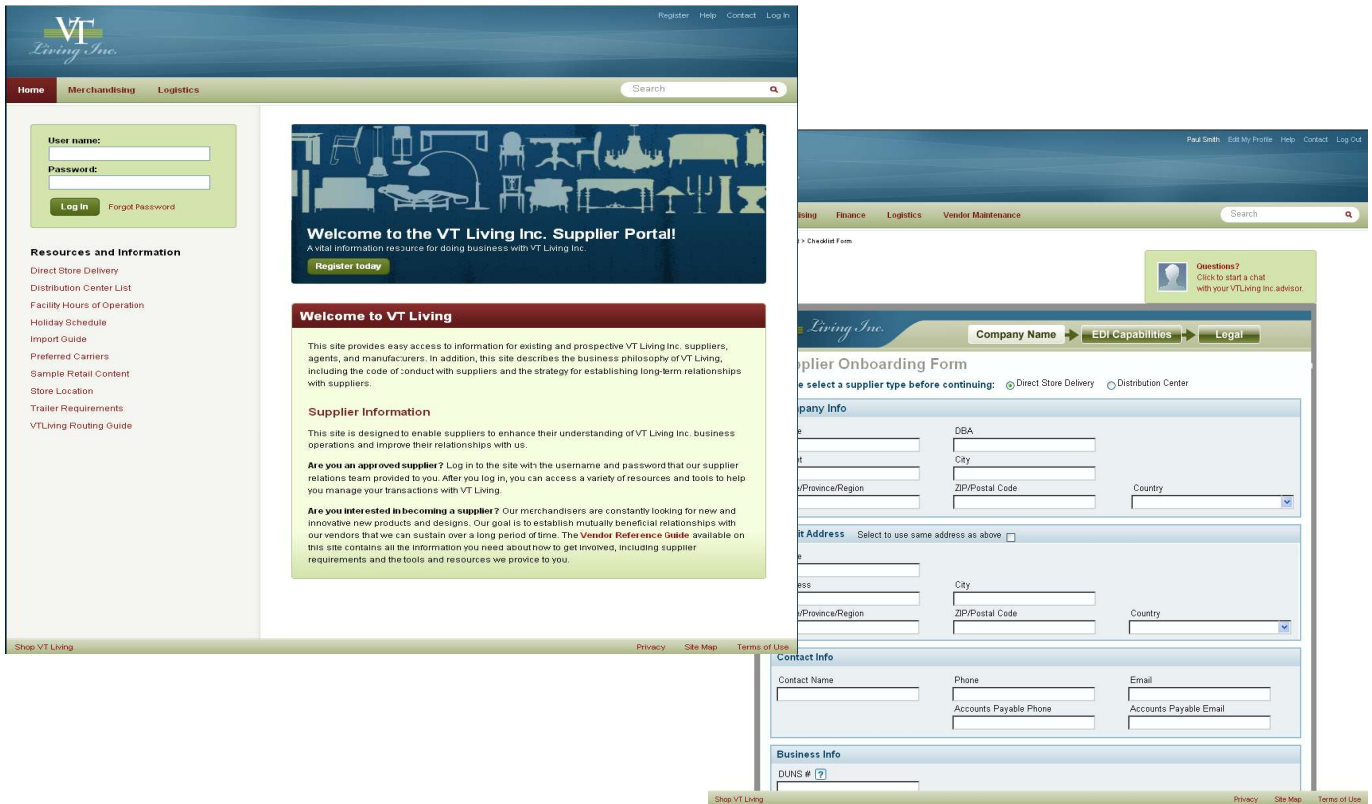 VT
Living Inc.
Register Help Contact Log In
Home Merchandising Logistics
Search
User name:
Password:
Log In Forgot Password
Resources and Information
Direct Store Delivery
Distribution Center List
Facility Hours of Operation
Holiday Schedule
Import Guide
Preferred Carriers
Sample Retail Content
Store Location
Trailer Requirements
VTLiving Routing Guide
Welcome to the VT Living Inc. Supplier Portal!
A vital information resource for doing business with VT Living Inc.
Register today
Welcome to VT Living
This site provides easy access to information for existing and prospective VT Living Inc. suppliers,
agents, and manufacturers. In addition, this site describes the business philosophy of VT Living,
including the code of conduct with suppliers and the strategy for establishing long-term relationships
with suppliers.
Supplier Information
This site is designed to enable suppliers to enhance their understanding of VT Living Inc. business
operations and improve their relationships with us.
Are you an approved supplier? Log in to the site with the username and password that our supplier
relations team provided to you. After you log in, you can access a variety of resources and tools to help
you manage your transactions with VT Living.
Are you interested in becoming a supplier? Our merchandisers are constantly looking for new and
innovative new products and designs. Our goal is to establish mutually beneficial relationships with
our vendors that we can sustain over a long period of time. The Vendor Reference Guide available on
this site contains all the information you need about how to get involved, including supplier
requirements and the tools and resources we provice to you.
Shop VT Living Privacy Site Map Terms of Use
Paul Smith Edit My Profile Help Contact Log Out
ising Finance Logistics Vendor Maintenance
Search
> Checklist Form
Questions?
Click to start a chat
with your VTLiving Inc.advisor.
Living Inc.
Company Name EDI Capabilities Legal
pplier Onboarding Form
e select a supplier type before continuing: Direct Store Delivery Distribution Center
pany Info
e DBA
t City
e/Province/Region ZIP/Postal Code Country
it Address Select to use same address as above
e
ess City
e/Province/Region ZIP/Postal Code Country
Contact Info
Contact Name Phone Email
Accounts Payable Phone Accounts Payable Email
Business Info
DUNS # ?
Shop VT Living Privacy Site Map Terms of Use